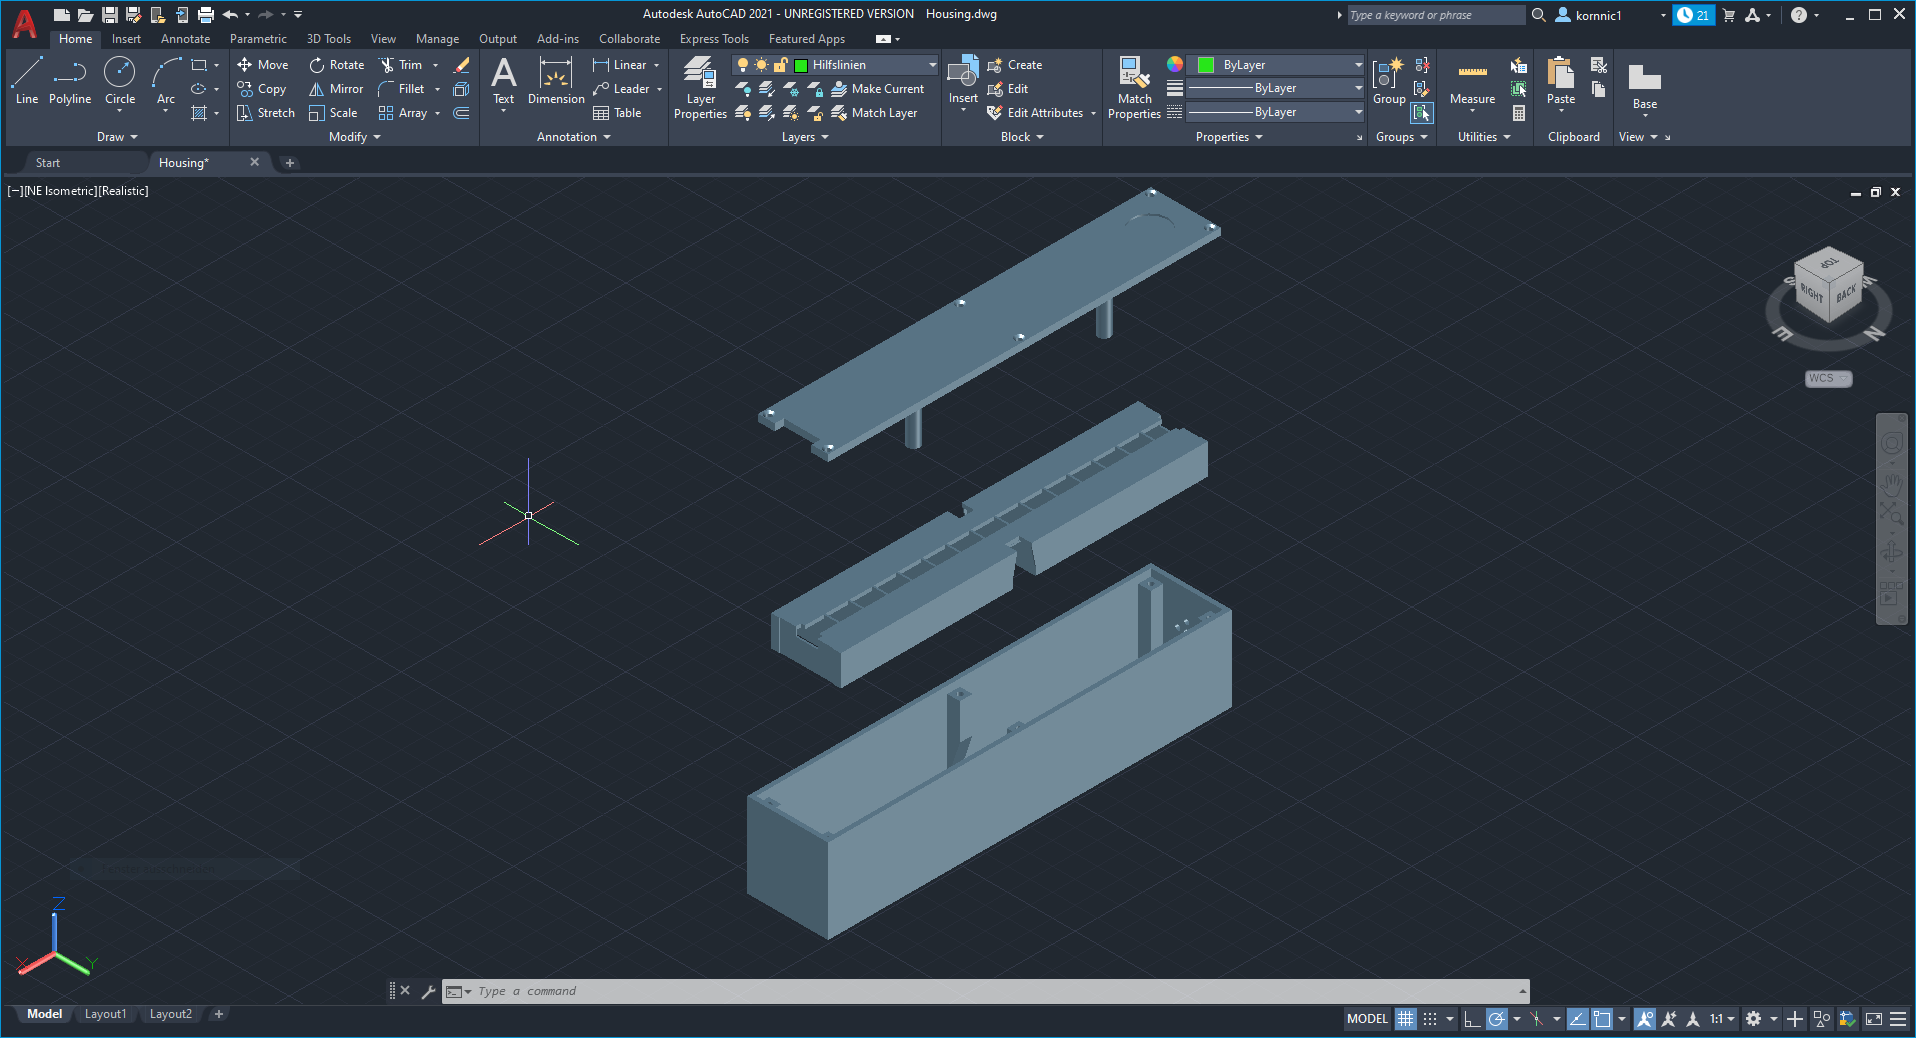 Autodesk AutoCAD 2021 - UNREGISTERED VERSION Housing.dwg
Type a keyword or phrase
kornnic1
21
Home Insert Annotate Parametric 3D Tools View Manage Output Add-ins Collaborate Express Tools Featured Apps
Line Polyline Circle Arc
Move Rotate Trim
Copy Mirror Fillet
Stretch Scale Array
Text Dimension
Linear
Leader
Table
Layer Properties
Hilfslinien
Make Current
Match Layer
Insert
Create
Edit
Edit Attributes
Match Properties
ByLayer
ByLayer
ByLayer
Group
Measure
Paste
Base
Draw Modify Annotation Layers Block Properties Groups Utilities Clipboard View
Start Housing*
[−][NE Isometric][Realistic]
TOP
RIGHT BACK
S W
E N
WCS
Z
X Y
Type a command
Model Layout1 Layout2
MODEL
1:1